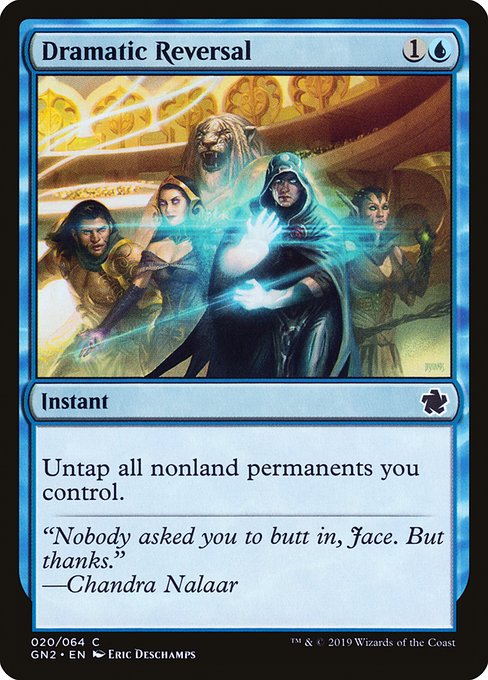 Dramatic Reversal 1
Instant
Untap all nonland permanents you
control.
“Nobody asked you to butt in, Jace. But
thanks.”
—Chandra Nalaar
020/064 C
GN2 • EN Eric Deschamps
™ & © 2019 Wizards of the Coast